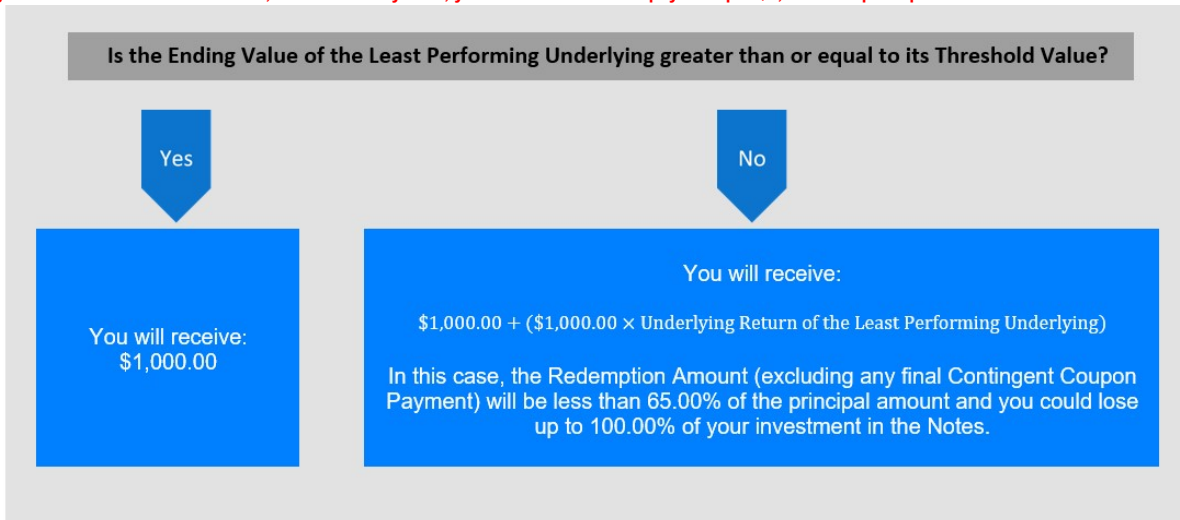 Is the Ending Value of the Least Performing Underlying greater than or equal to its Threshold Value?
Yes
No
You will receive:
$1,000.00
You will receive:
$1,000.00 + ($1,000.00 × Underlying Return of the Least Performing Underlying)
In this case, the Redemption Amount (excluding any final Contingent Coupon
Payment) will be less than 65.00% of the principal amount and you could lose
up to 100.00% of your investment in the Notes.